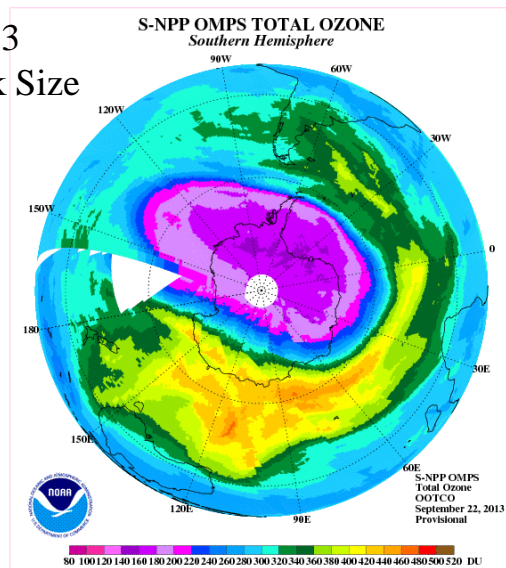 3
Size
S-NPP OMPS TOTAL OZONE
Southern Hemisphere
90W
60W
120W
30W
150W
0
180
30E
150E
60E
120E
90E
NOAA
S-NPP OMPS
Total Ozone
OOTCO
September 22, 2013
Provisional
80 100 120 140 160 180 200 220 240 260 280 300 320 340 360 380 400 420 440 460 480 500 520 DU